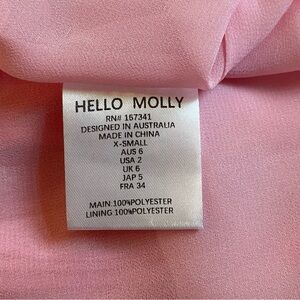 HELLO MOLLY
RN# 157341
DESIGNED IN AUSTRALIA
MADE IN CHINA
X-SMALL
AUS 6
USA 2
UK 6
JAP 5
FRA 34
MAIN:100%POLYESTER
LINING:100%POLYESTER